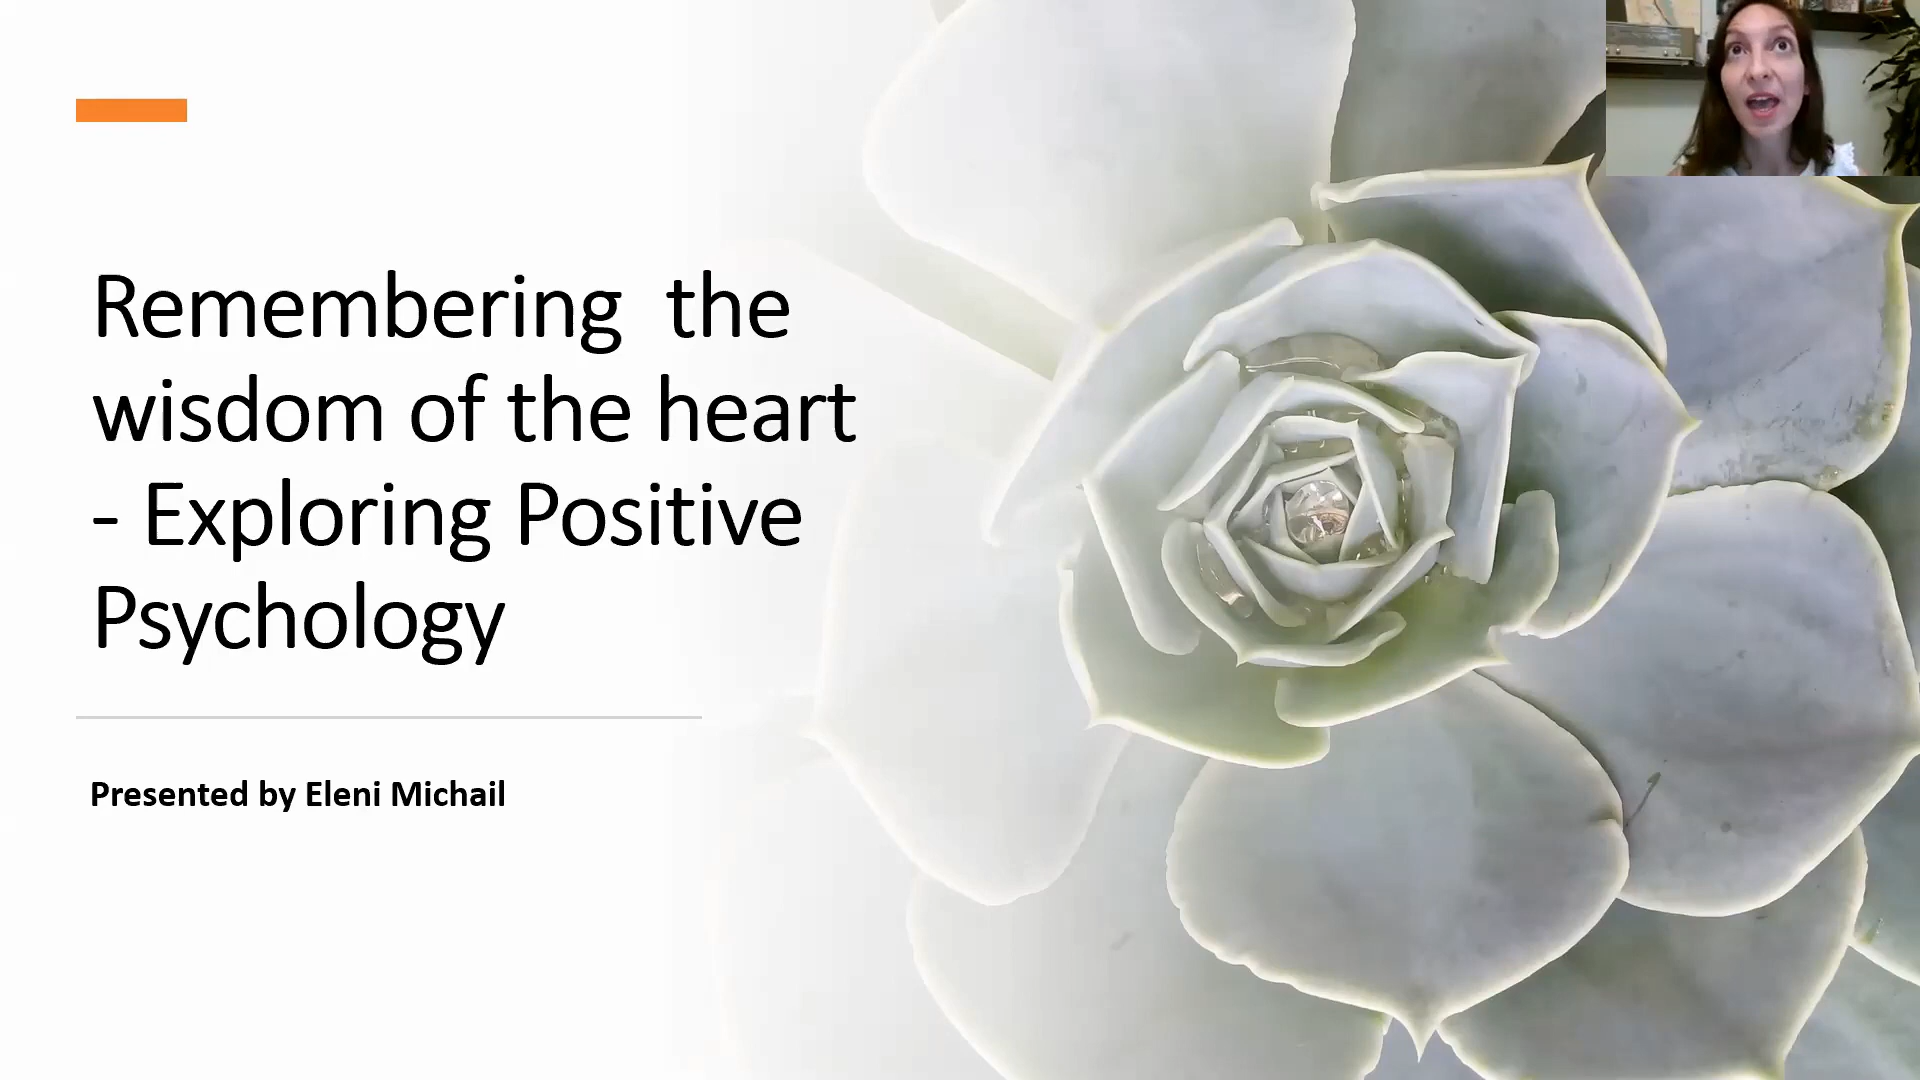 Remembering  the
wisdom of the heart
- Exploring Positive
Psychology
Presented by Eleni Michail